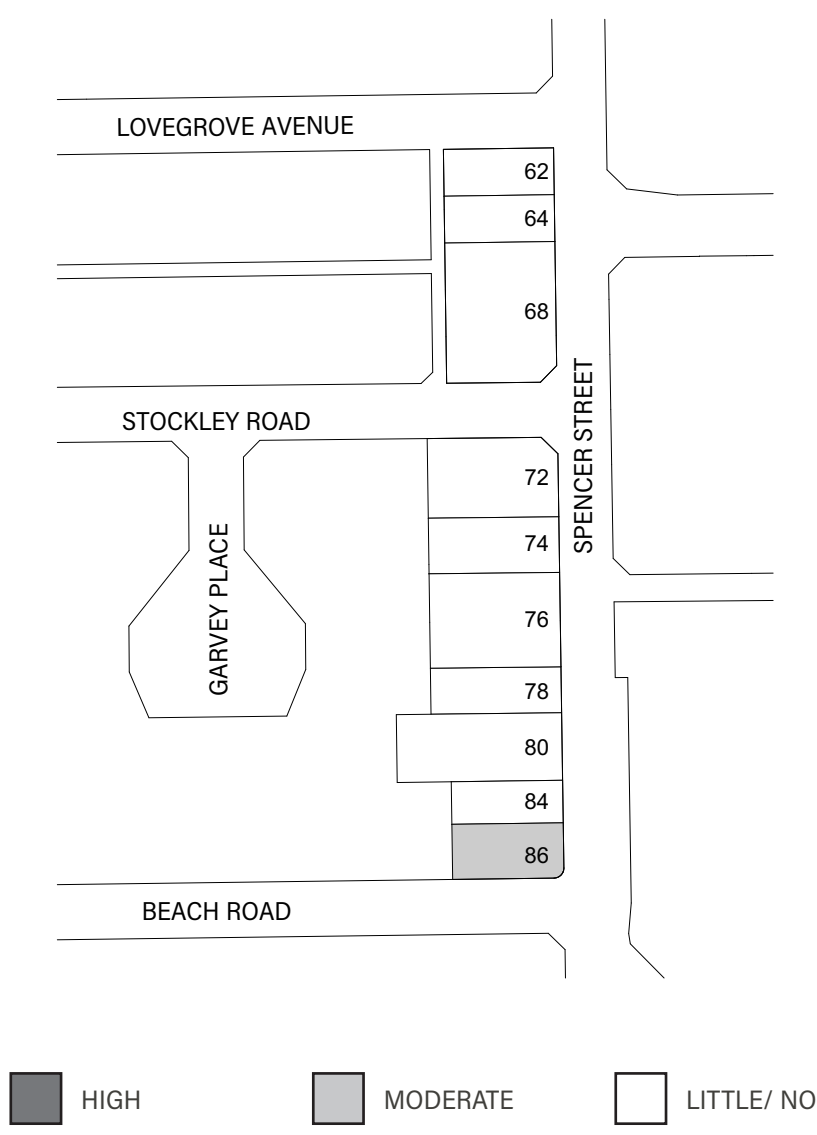 LOVEGROVE AVENUE
62
64
68
SPENCER STREET
STOCKLEY ROAD
72
74
GARVEY PLACE
76
78
80
84
86
BEACH ROAD
HIGH
MODERATE
LITTLE/ NO